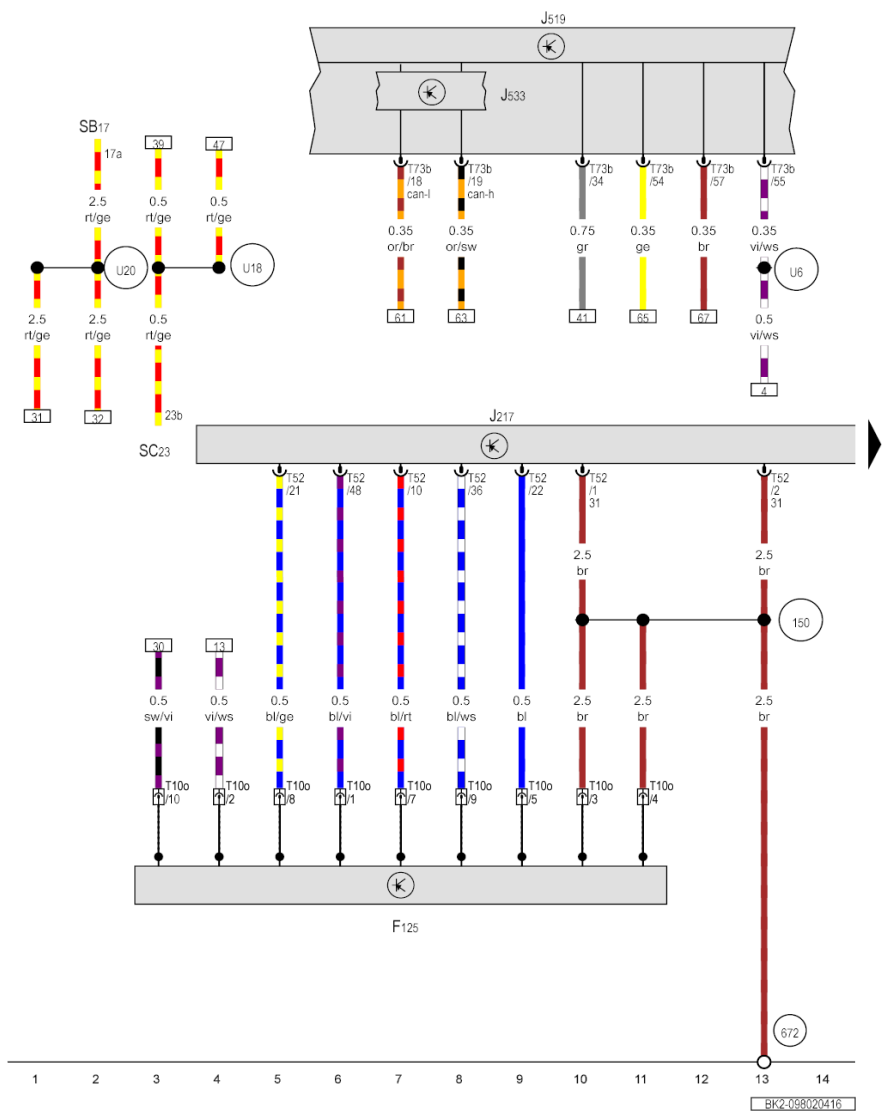 J519
J533
SB17
17a
39
47
T73b
/18
can-l
T73b
/19
can-h
T73b
/34
T73b
/54
T73b
/57
T73b
/55
2.5
rt/ge
0.5
rt/ge
0.5
rt/ge
0.35
or/br
0.35
or/sw
0.75
gr
0.35
ge
0.35
br
0.35
vi/ws
U20
U18
U6
2.5
rt/ge
2.5
rt/ge
0.5
rt/ge
61
63
41
65
67
0.5
vi/ws
4
31
32
23b
SC23
J217
T52
/21
T52
/48
T52
/10
T52
/36
T52
/22
T52
/1
31
T52
/2
31
2.5
br
2.5
br
150
30
13
0.5
sw/vi
0.5
vi/ws
0.5
bl/ge
0.5
bl/vi
0.5
bl/rt
0.5
bl/ws
0.5
bl
2.5
br
2.5
br
2.5
br
T10o
/10
T10o
/2
T10o
/8
T10o
/1
T10o
/7
T10o
/9
T10o
/5
T10o
/3
T10o
/4
F125
672
1 2 3 4 5 6 7 8 9 10 11 12 13 14
BK2-098020416